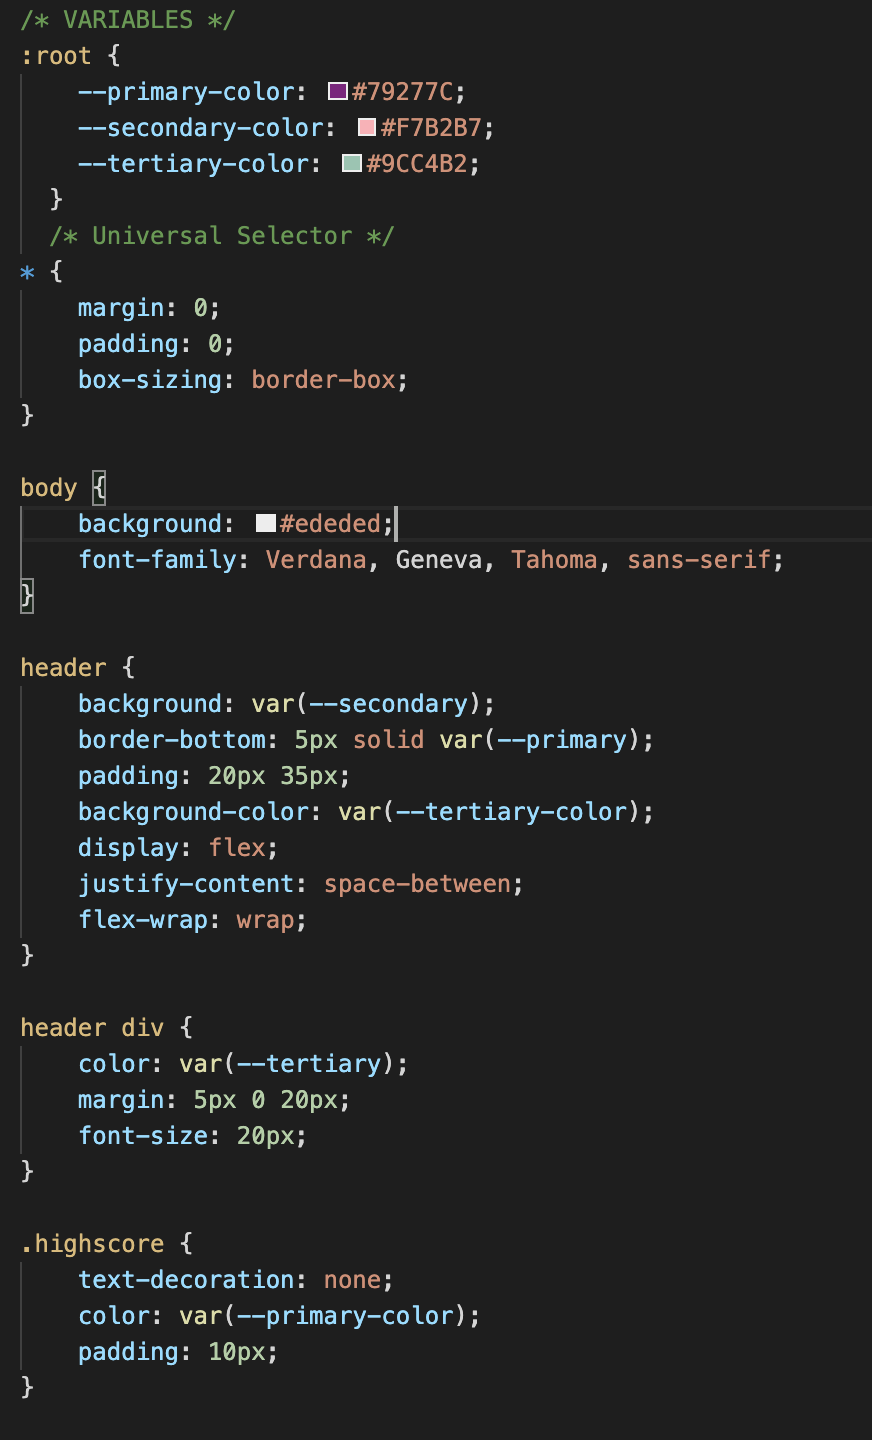 /* VARIABLES */
:root {
    --primary-color: #79277C;
    --secondary-color: #F7B2B7;
    --tertiary-color: #9CC4B2;
  }
  /* Universal Selector */
* {
    margin: 0;
    padding: 0;
    box-sizing: border-box;
}

body {
    background: #ededed;
    font-family: Verdana, Geneva, Tahoma, sans-serif;
}

header {
    background: var(--secondary);
    border-bottom: 5px solid var(--primary);
    padding: 20px 35px;
    background-color: var(--tertiary-color);
    display: flex;
    justify-content: space-between;
    flex-wrap: wrap;
}

header div {
    color: var(--tertiary);
    margin: 5px 0 20px;
    font-size: 20px;
}

.highscore {
    text-decoration: none;
    color: var(--primary-color);
    padding: 10px;
}